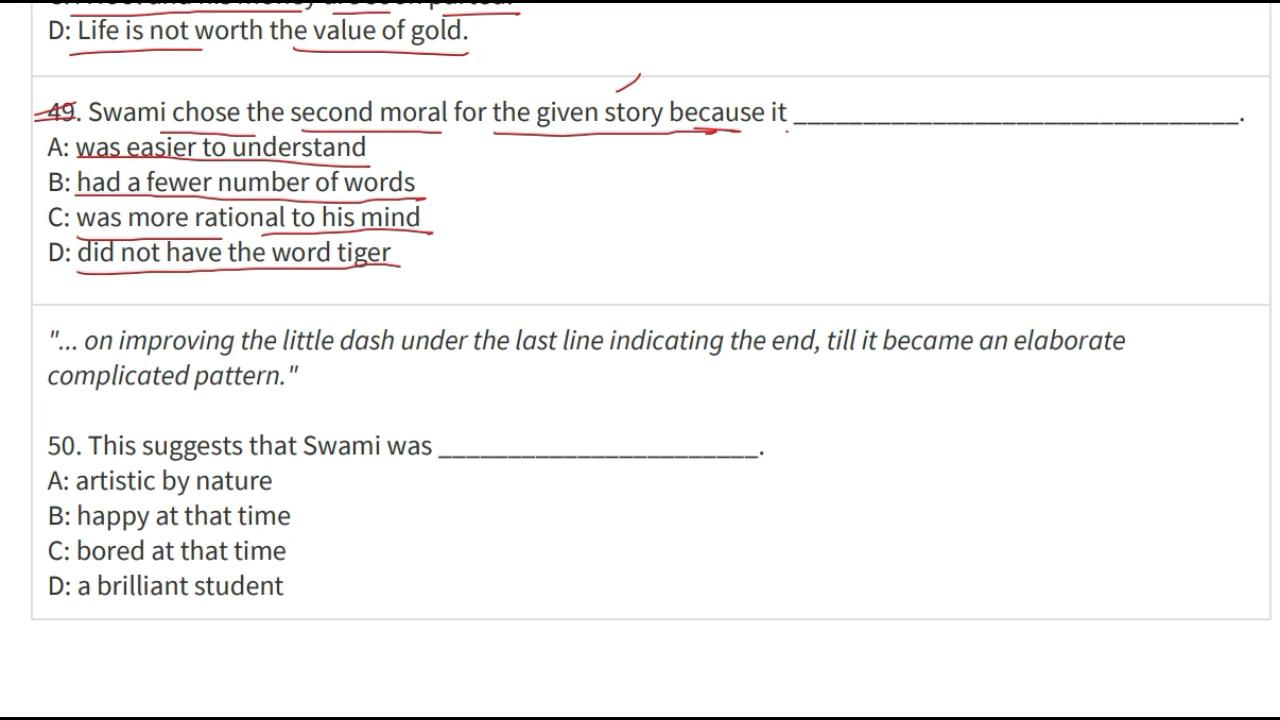 D: Life is not worth the value of gold.
49. Swami chose the second moral for the given story because it ________________________________.
A: was easier to understand
B: had a fewer number of words
C: was more rational to his mind
D: did not have the word tiger
"... on improving the little dash under the last line indicating the end, till it became an elaborate
complicated pattern."
50. This suggests that Swami was _______________________.
A: artistic by nature
B: happy at that time
C: bored at that time
D: a brilliant student